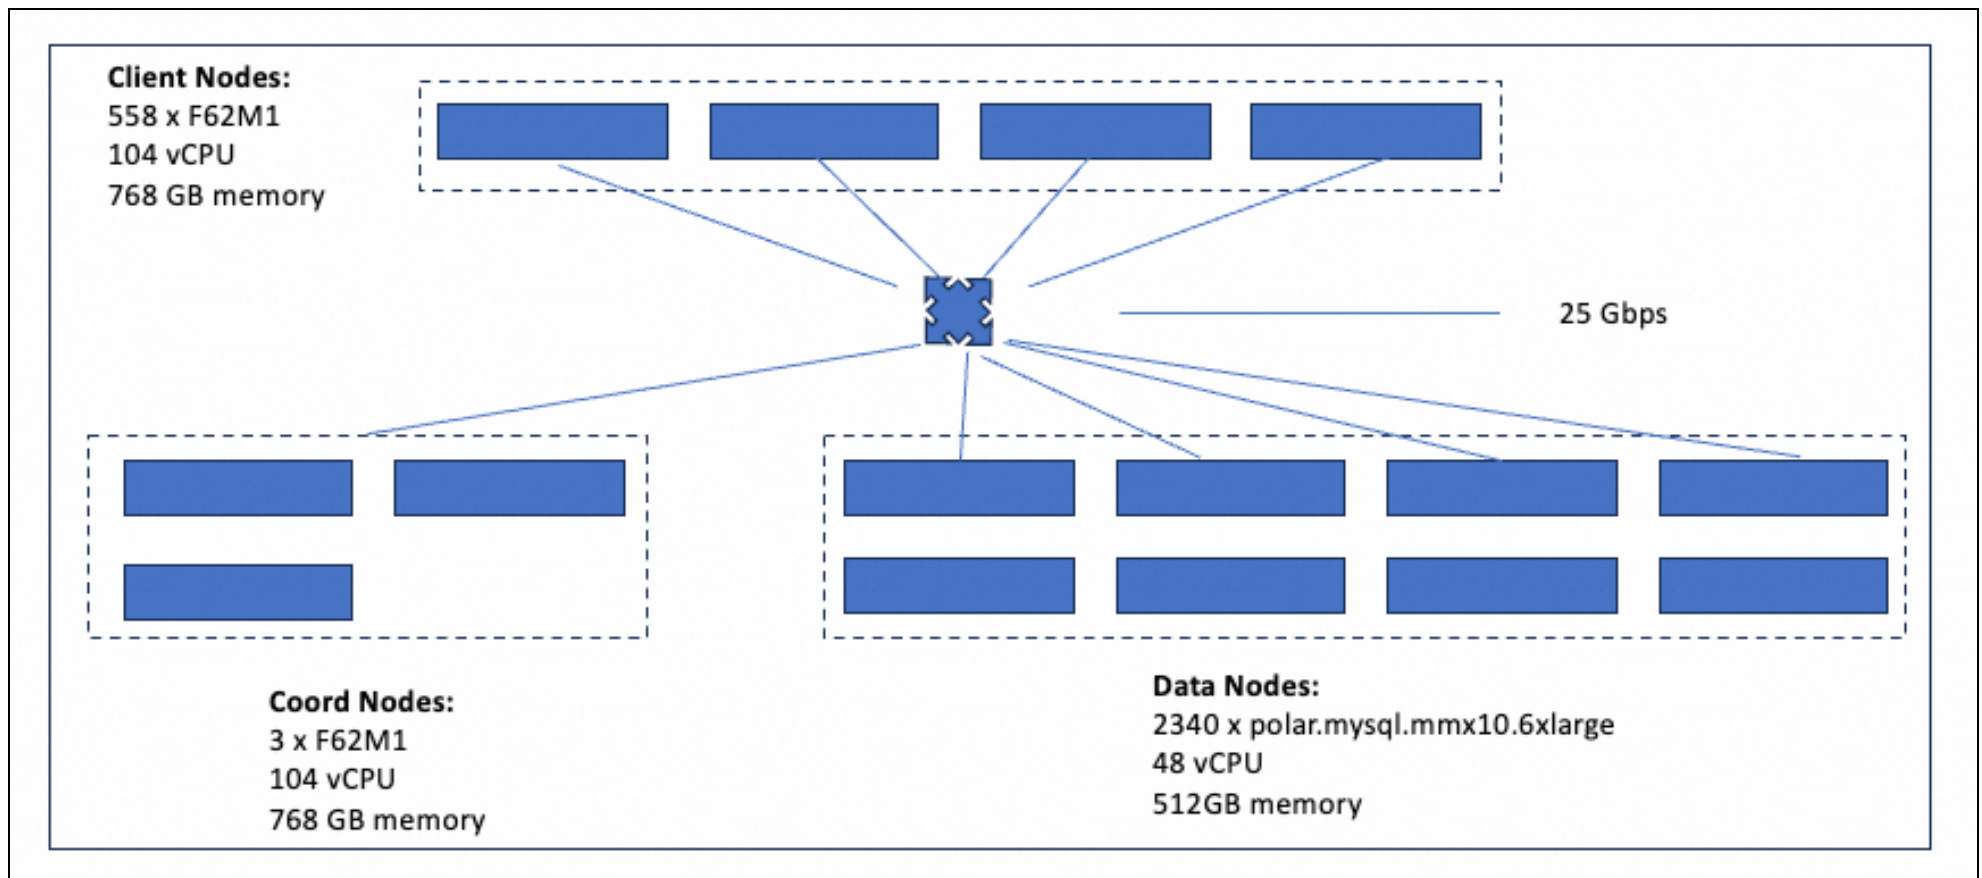 Client Nodes:
558 x F62M1
104 vCPU
768 GB memory
25 Gbps
Coord Nodes:
3 x F62M1
104 vCPU
768 GB memory
Data Nodes:
2340 x polar.mysql.mmx10.6xlarge
48 vCPU
512GB memory